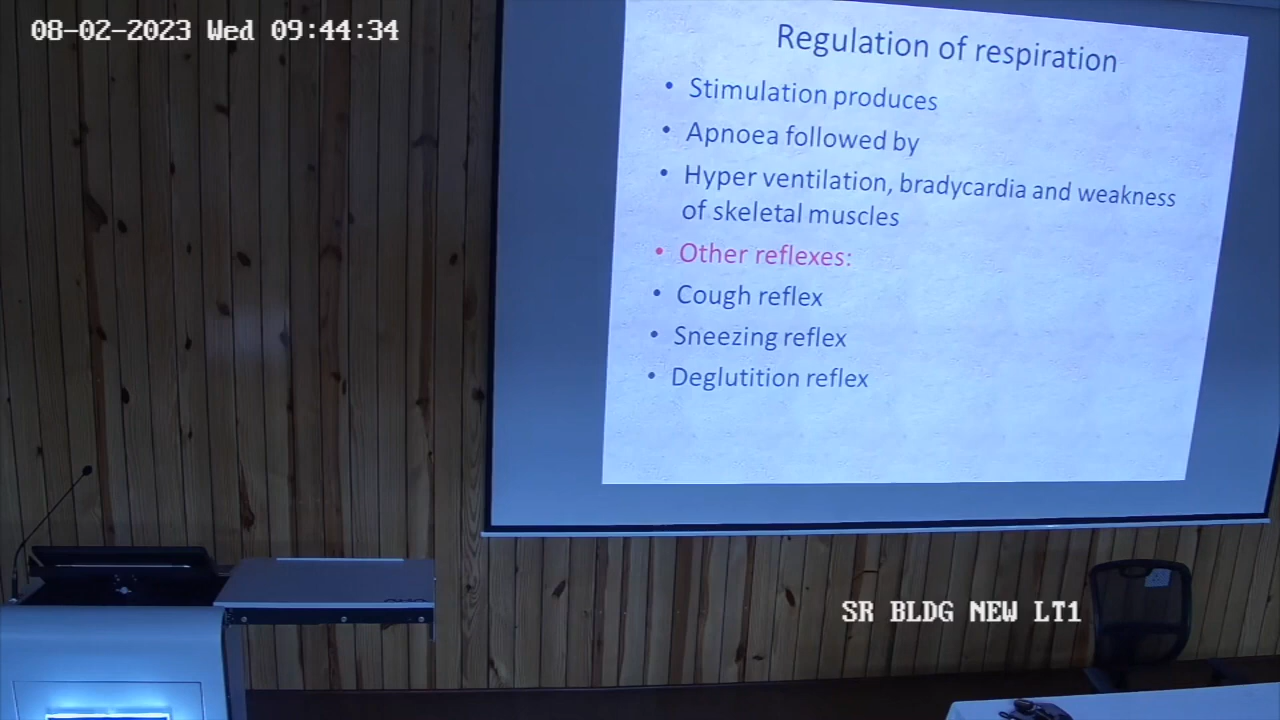 08-02-2023 Wed 09:44:34
Regulation of respiration
• Stimulation produces
• Apnoea followed by
• Hyper ventilation, bradycardia and weakness
of skeletal muscles
• Other reflexes:
• Cough reflex
• Sneezing reflex
• Deglutition reflex
SR BLDG NEW LT1